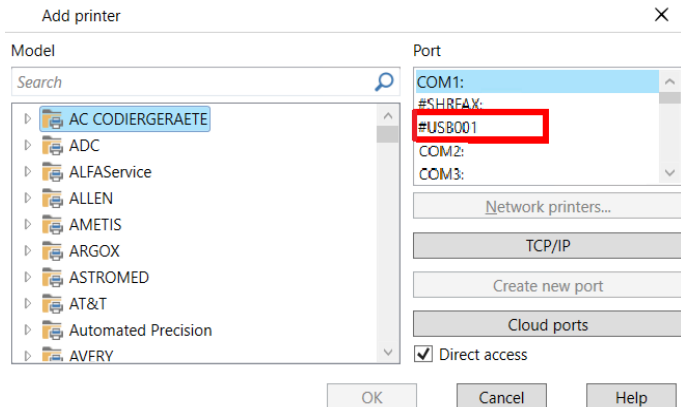 Add printer
Model
Search
AC CODIERGERAETE
ADC
ALFAService
ALLEN
AMETIS
ARGOX
ASTROMED
AT&T
Automated Precision
AVERY
Port
COM1:
#SHRFAX:
#USB001
COM2:
COM3:
Network printers...
TCP/IP
Create new port
Cloud ports
Direct access
OK
Cancel
Help